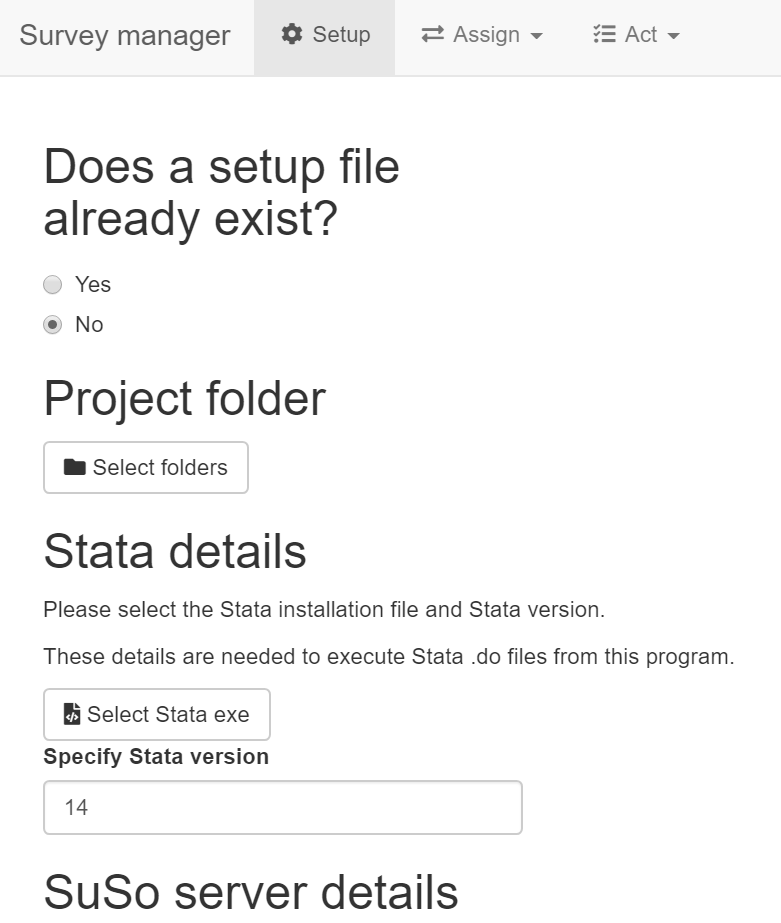 Survey manager Setup Assign Act
Does a setup file
already exist?
Yes
No
Project folder
Select folders
Stata details
Please select the Stata installation file and Stata version.
These details are needed to execute Stata .do files from this program.
Select Stata exe
Specify Stata version
14
SuSo server details